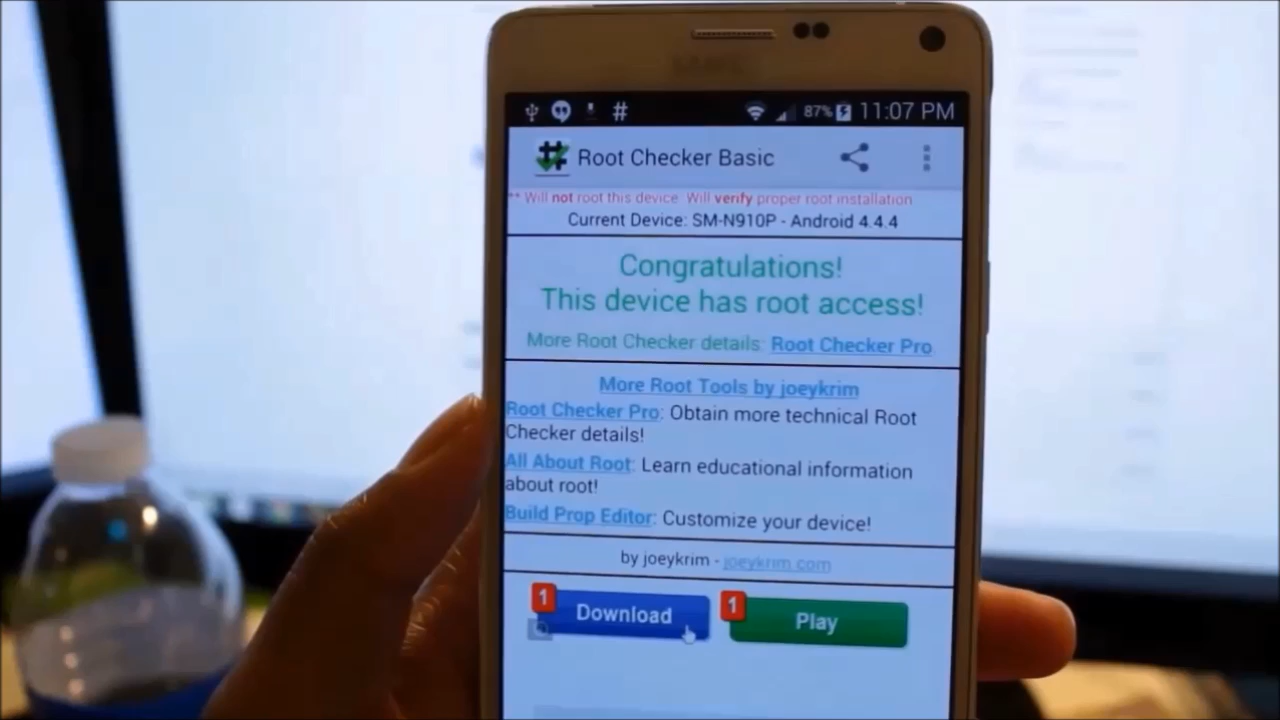 # 87% 11:07 PM
Root Checker Basic
** Will not root this device. Will verify proper root installation
Current Device: SM-N910P - Android 4.4.4
Congratulations!
This device has root access!
More Root Checker details: Root Checker Pro
More Root Tools by joeykrim
Root Checker Pro: Obtain more technical Root
Checker details!
All About Root: Learn educational information
about root!
Build Prop Editor: Customize your device!
by joeykrim - joeykrim.com
1 Download 1 Play